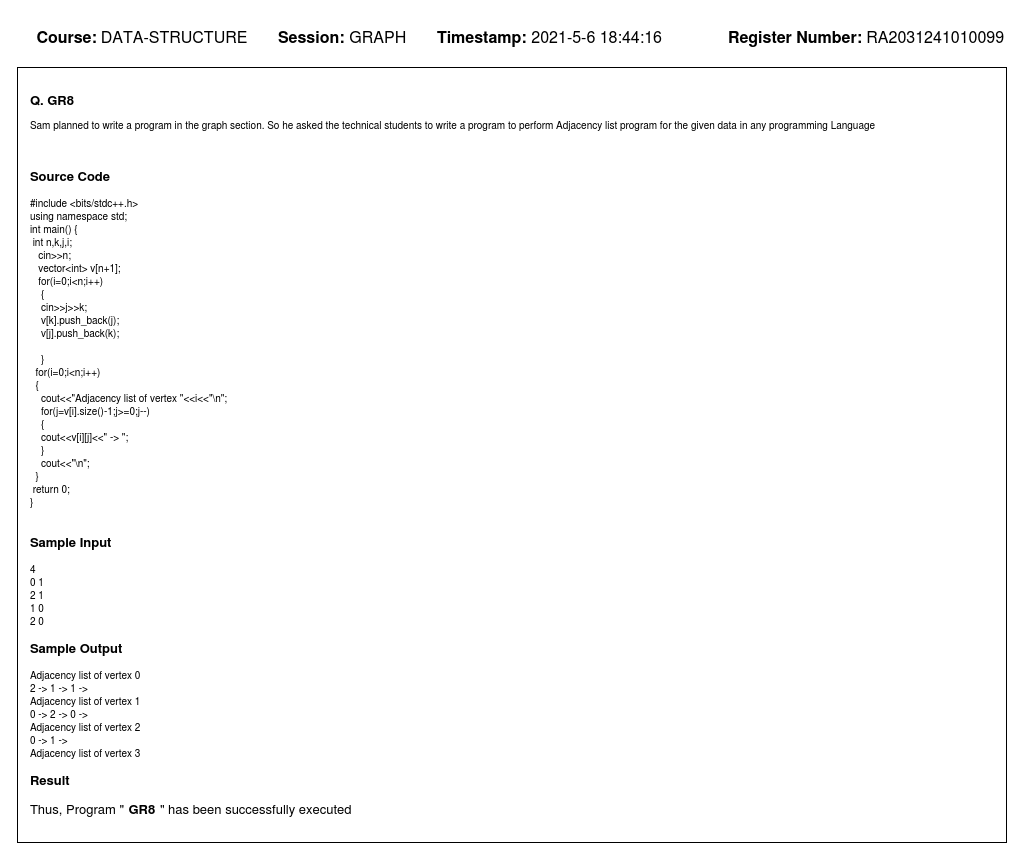 Course: DATA-STRUCTURE Session: GRAPH Timestamp: 2021-5-6 18:44:16 Register Number: RA2031241010099
Q. GR8
Sam planned to write a program in the graph section. So he asked the technical students to write a program to perform Adjacency list program for the given data in any programming Language
Source Code
#include <bits/stdc++.h>
using namespace std;
int main() {
int n,k,j,i;
cin>>n;
vector<int> v[n+1];
for(i=0;i<n;i++)
{
cin>>j>>k;
v[k].push_back(j);
v[j].push_back(k);
}
for(i=0;i<n;i++)
{
cout<<"Adjacency list of vertex "<<i<<"\n";
for(j=v[i].size()-1;j>=0;j--)
{
cout<<v[i][j]<<" -> ";
}
cout<<"\n";
}
return 0;
}
Sample Input
4
0 1
2 1
1 0
2 0
Sample Output
Adjacency list of vertex 0
2 -> 1 -> 1 ->
Adjacency list of vertex 1
0 -> 2 -> 0 ->
Adjacency list of vertex 2
0 -> 1 ->
Adjacency list of vertex 3
Result
Thus, Program " GR8 " has been successfully executed